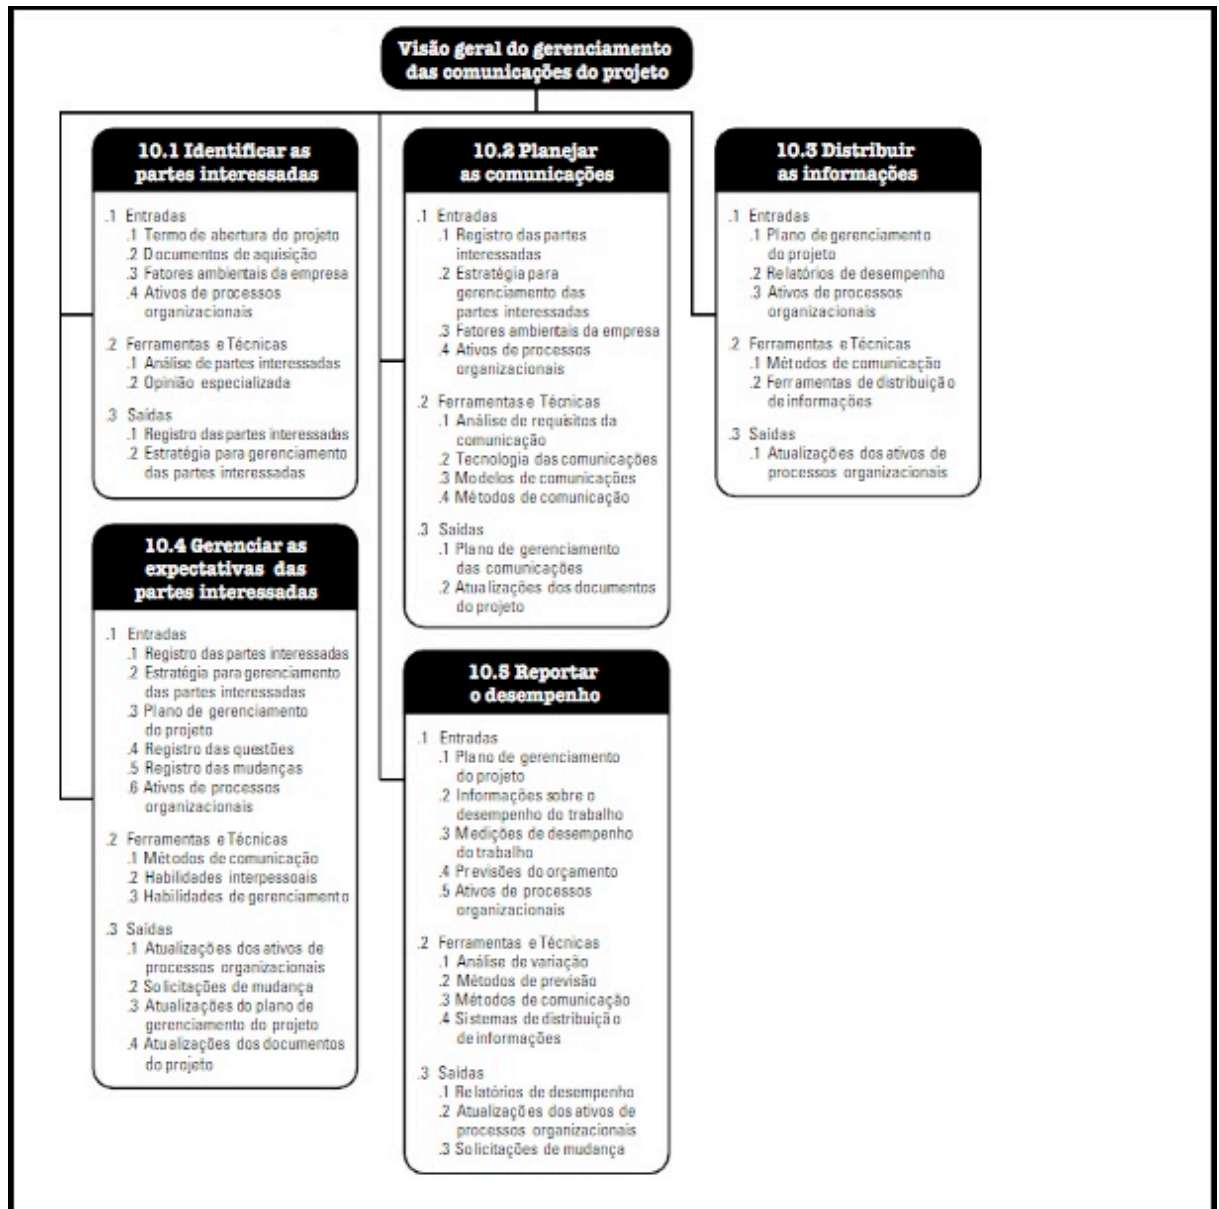 Visão geral do gerenciamento
das comunicações do projeto
10.1 Identificar as
partes interessadas
.1 Entradas
.1 Termo de abertura do projeto
.2 Documentos de aquisição
.3 Fatores ambientais da empresa
.4 Ativos de processos
organizacionais
.2 Ferramentas e Técnicas
.1 Análise de partes interessadas
.2 Opinião especializada
.3 Saídas
.1 Registro das partes interessadas
.2 Estratégia para gerenciamento
das partes interessadas
10.2 Planejar
as comunicações
.1 Entradas
.1 Registro das partes
interessadas
.2 Estratégia para
gerenciamento das
partes interessadas
.3 Fatores ambientais da empresa
.4 Ativos de processos
organizacionais
.2 Ferramentas e Técnicas
.1 Análise de requisitos da
comunicação
.2 Tecnologia das comunicações
.3 Modelos de comunicações
.4 Métodos de comunicação
.3 Saídas
.1 Plano de gerenciamento
das comunicações
.2 Atualizações dos documentos
do projeto
10.3 Distribuir
as informações
.1 Entradas
.1 Plano de gerenciamento
do projeto
.2 Relatórios de desempenho
.3 Ativos de processos
organizacionais
.2 Ferramentas e Técnicas
.1 Métodos de comunicação
.2 Ferramentas de distribuição
de informações
.3 Saídas
.1 Atualizações dos ativos de
processos organizacionais
10.4 Gerenciar as
expectativas das
partes interessadas
.1 Entradas
.1 Registro das partes interessadas
.2 Estratégia para gerenciamento
das partes interessadas
.3 Plano de gerenciamento
do projeto
.4 Registro das questões
.5 Registro das mudanças
.6 Ativos de processos
organizacionais
.2 Ferramentas e Técnicas
.1 Métodos de comunicação
.2 Habilidades interpessoais
.3 Habilidades de gerenciamento
.3 Saídas
.1 Atualizações dos ativos de
processos organizacionais
.2 Solicitações de mudança
.3 Atualizações do plano de
gerenciamento do projeto
.4 Atualizações dos documentos
do projeto
10.5 Reportar
o desempenho
.1 Entradas
.1 Plano de gerenciamento
do projeto
.2 Informações sobre o
desempenho do trabalho
.3 Medições de desempenho
do trabalho
.4 Previsões do orçamento
.5 Ativos de processos
organizacionais
.2 Ferramentas e Técnicas
.1 Análise de variação
.2 Métodos de previsão
.3 Métodos de comunicação
.4 Sistemas de distribuição
de informações
.3 Saídas
.1 Relatórios de desempenho
.2 Atualizações dos ativos de
processos organizacionais
.3 Solicitações de mudança